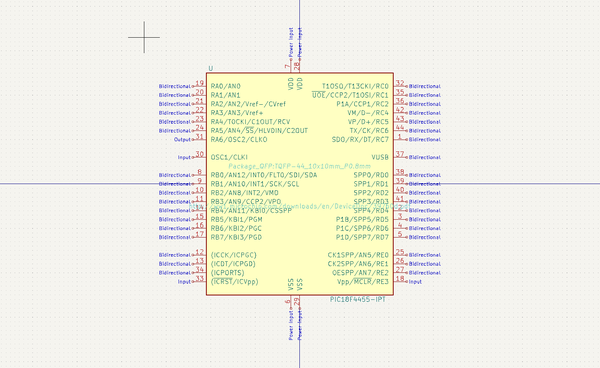 Power Input Power Input
7 28
U
VDD VDD
Bidirectional 19 RA0/AN0 T1OSO/T13CKI/RC0 32 Bidirectional
Bidirectional 20 RA1/AN1 UOE/CCP2/T1OSI/RC1 35 Bidirectional
Bidirectional 21 RA2/AN2/Vref-/CVref P1A/CCP1/RC2 36 Bidirectional
Bidirectional 22 RA3/AN3/Vref+ VM/D-/RC4 42 Bidirectional
Bidirectional 23 RA4/T0CKI/C1OUT/RCV VP/D+/RC5 43 Bidirectional
Bidirectional 24 RA5/AN4/SS/HLVDIN/C2OUT TX/CK/RC6 44 Bidirectional
Output 31 RA6/OSC2/CLKO SDO/RX/DT/RC7 1 Bidirectional
Input 30 OSC1/CLKI VUSB 37 Bidirectional
Package_QFP:TQFP-44_10x10mm_P0.8mm
Bidirectional 8 RB0/AN12/INT0/FLT0/SDI/SDA SPP0/RD0 38 Bidirectional
Bidirectional 9 RB1/AN10/INT1/SCK/SCL SPP1/RD1 39 Bidirectional
Bidirectional 10 RB2/AN8/INT2/VMO SPP2/RD2 40 Bidirectional
Bidirectional 11 RB3/AN9/CCP2/VPO SPP3/RD3 41 Bidirectional
Bidirectional 14 RB4/AN11/KBI0/CSSPP SPP4/RD4 2 Bidirectional
Bidirectional 15 RB5/KBI1/PGM P1B/SPP5/RD5 3 Bidirectional
Bidirectional 16 RB6/KBI2/PGC P1C/SPP6/RD6 4 Bidirectional
Bidirectional 17 RB7/KBI3/PGD P1D/SPP7/RD7 5 Bidirectional
Bidirectional 12 (ICCK/ICPGC) CK1SPP/AN5/RE0 25 Bidirectional
Bidirectional 13 (ICDT/ICPGD) CK2SPP/AN6/RE1 26 Bidirectional
Bidirectional 34 (ICPORTS) OESPP/AN7/RE2 27 Bidirectional
Input 33 (ICRST/ICVpp) Vpp/MCLR/RE3 18 Input
VSS VSS
6 29
PIC18F4455-IPT
Power Input Power Input